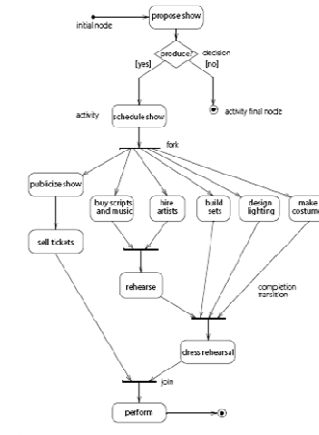 propose show
initial node
produce?
decision
[yes]
[no]
activity
schedule show
activity final node
fork
publicise show
buy scripts
and music
hire
artists
build
sets
design
lighting
make
costume
sell tickets
rehearse
completion
transition
dress rehearsal
join
perform